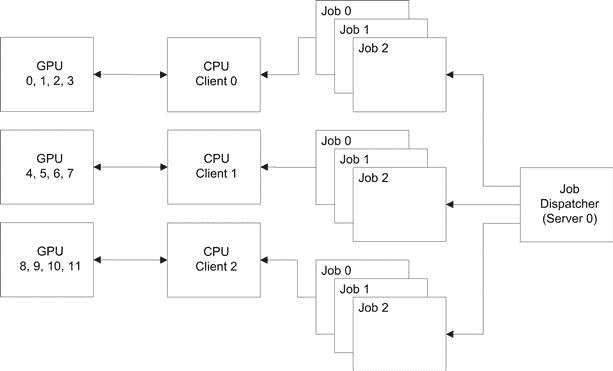 Job 0
Job 1
Job 2
GPU
0, 1, 2, 3
CPU
Client 0
Job 0
Job 1
Job 2
GPU
4, 5, 6, 7
CPU
Client 1
Job
Dispatcher
(Server 0)
GPU
8, 9, 10, 11
CPU
Client 2
Job 0
Job 1
Job 2